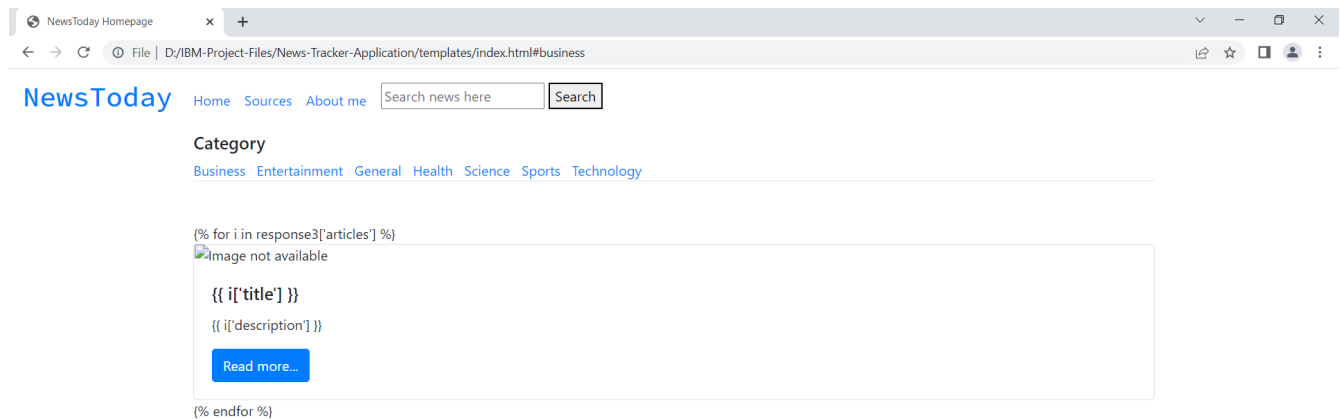 NewsToday Homepage
File | D:/IBM-Project-Files/News-Tracker-Application/templates/index.html#business
NewsToday Home Sources About me Search news here Search
Category
Business Entertainment General Health Science Sports Technology
{% for i in response3['articles'] %}
Image not available
{{ i['title'] }}
{{ i['description'] }}
Read more...
{% endfor %}